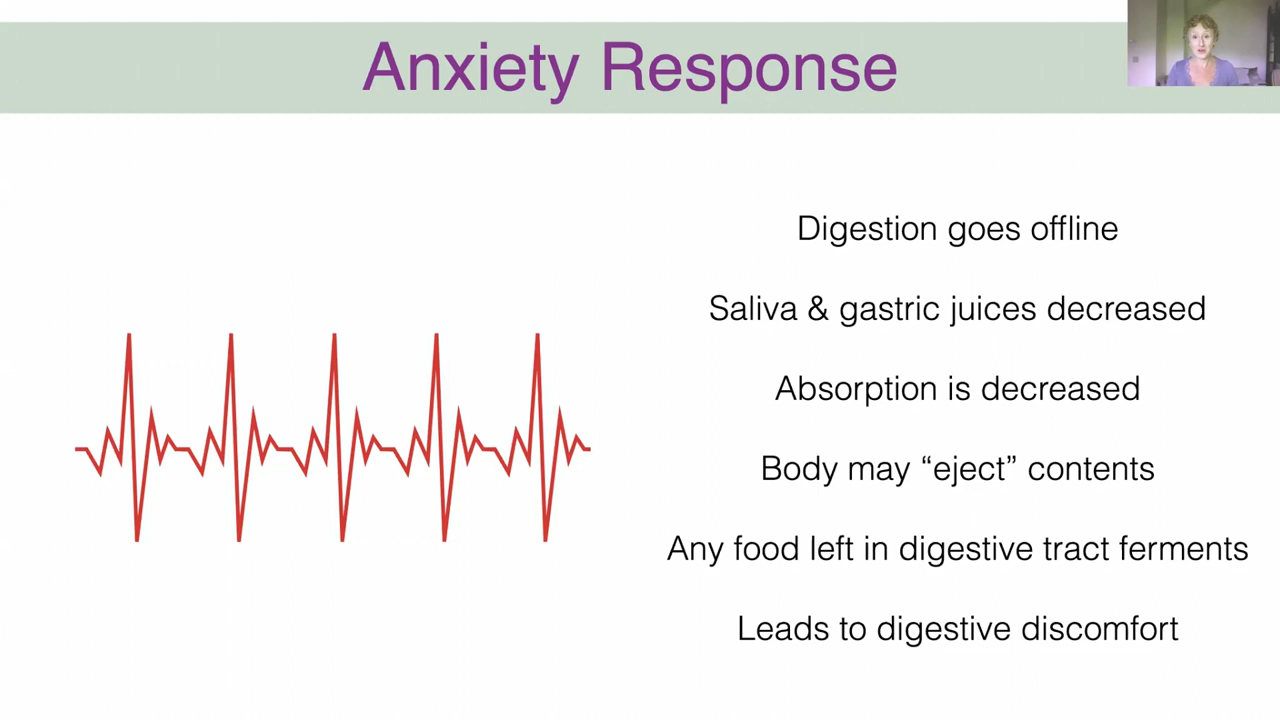 Anxiety Response
Digestion goes offline
Saliva & gastric juices decreased
Absorption is decreased
Body may “eject” contents
Any food left in digestive tract ferments
Leads to digestive discomfort